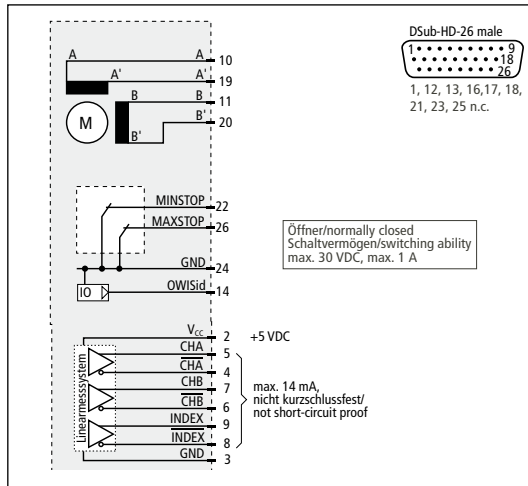 DSub-HD-26 male
1 9
18
26
1, 12, 13, 16,17, 18,
21, 23, 25 n.c.
A A 10
A' A' 19
B B 11
B' B' 20
M
MINSTOP 22
MAXSTOP 26
GND 24
IO OWISid 14
Öffner/normally closed
Schaltvermögen/switching ability
max. 30 VDC, max. 1 A
Linearmesssystem
VCC 2 +5 VDC
CHA 5
CHA 4
CHB 7
CHB 6
INDEX 9
INDEX 8
GND 3
max. 14 mA,
nicht kurzschlussfest/
not short-circuit proof